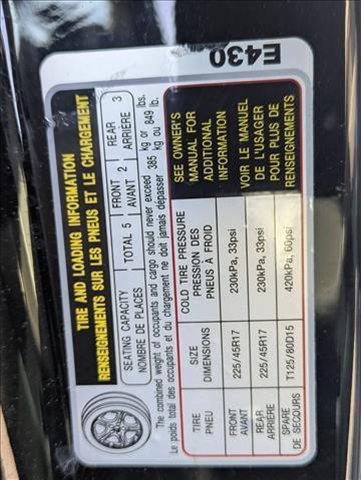 TIRE AND LOADING INFORMATION
RENSEIGNEMENTS SUR LES PNEUS ET LE CHARGEMENT
SEATING CAPACITY TOTAL 5 FRONT 2 REAR 3
NOMBRE DE PLACES AVANT ARRIÈRE
The combined weight of occupants and cargo should never exceed 385 kg or 849 lbs.
Le poids total des occupants et du chargement ne doit jamais dépasser kg ou lb.
TIRE SIZE COLD TIRE PRESSURE SEE OWNER'S
PNEU DIMENSIONS PRESSION DES MANUAL FOR
PNEUS À FROID ADDITIONAL
INFORMATION
FRONT 225/45R17 230kPa, 33psi VOIR LE MANUEL
AVANT DE L'USAGER
REAR 225/45R17 230kPa, 33psi POUR PLUS DE
ARRIÈRE RENSEIGNEMENTS
SPARE T125/80D15 420kPa, 60psi
DE SECOURS
E430